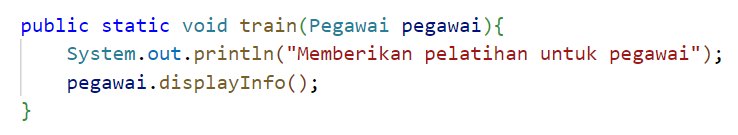 public static void train(Pegawai pegawai){
    System.out.println("Memberikan pelatihan untuk pegawai");
    pegawai.displayInfo();
}